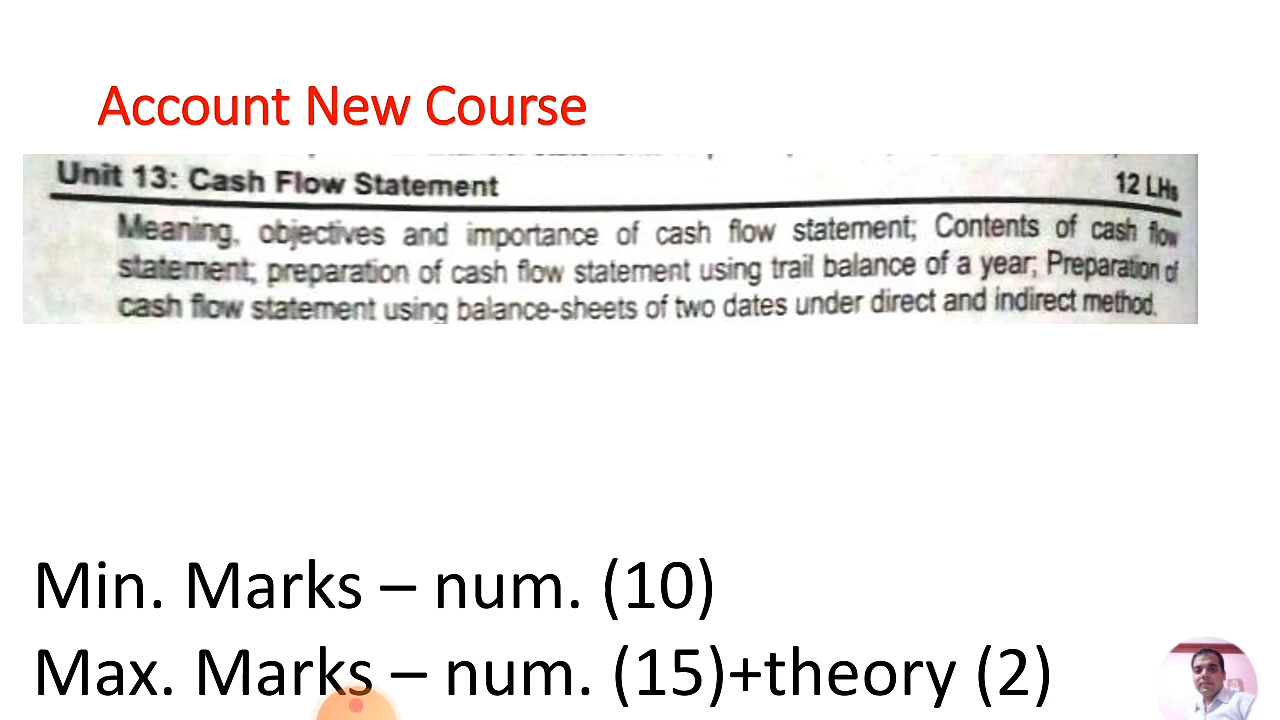 Account New Course
Unit 13: Cash Flow Statement 12 LHs
Meaning, objectives and importance of cash flow statement; Contents of cash flow
statement; preparation of cash flow statement using trail balance of a year; Preparation of
cash flow statement using balance-sheets of two dates under direct and indirect method.
Min. Marks – num. (10)
Max. Marks – num. (15)+theory (2)